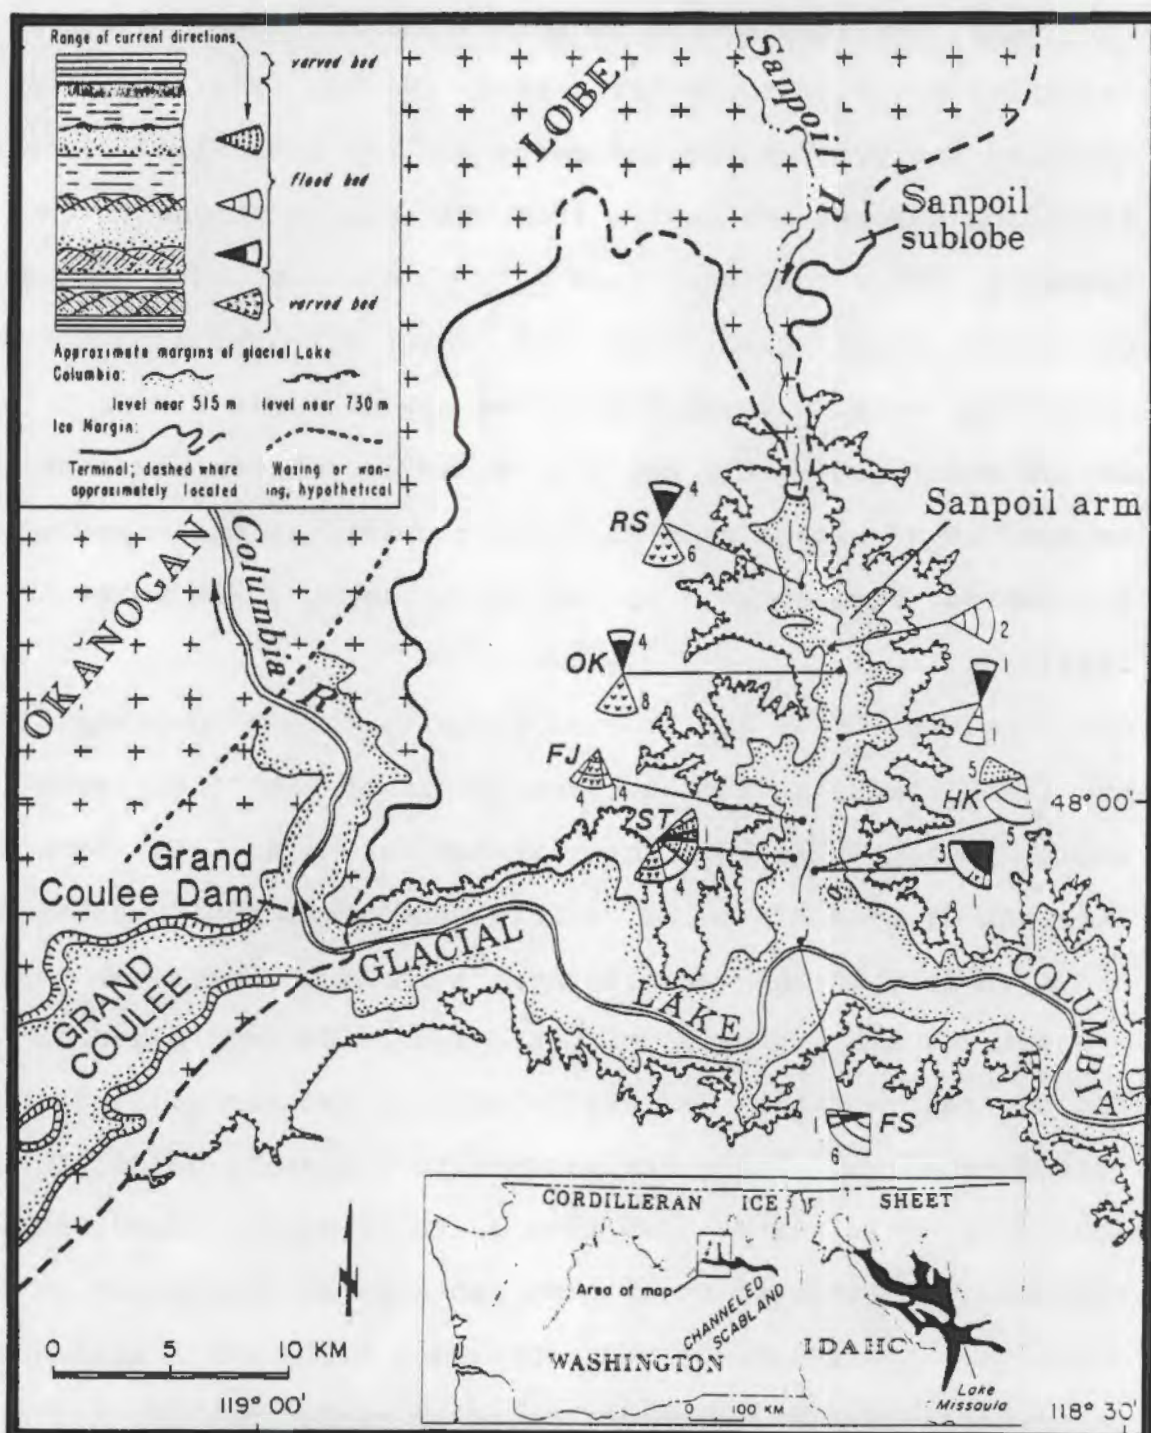 Range of current directions
varved bed
flood bed
varved bed
Approximate margins of glacial Lake
Columbia:
level near 515 m level near 730 m
Ice Margin:
Terminal; dashed where
approximately located
Waxing or wan-
ing, hypothetical
LOBE
Sanpoil R
Sanpoil
sublobe
OKANOGAN
Columbia R
Sanpoil arm
RS
4
6
2
OK
4
8
1
1
FJ
4
14
5
HK
5
48° 00'
ST
1
3
4
3
1
Grand
Coulee Dam
GRAND
COULEE
GLACIAL
LAKE
COLUMBIA
1
6
FS
CORDILLERAN ICE SHEET
Area of map
CHANNELED
SCABLAND
WASHINGTON
IDAHO
Lake
Missoula
0 100 KM
0 5 10 KM
119° 00'
118° 30'